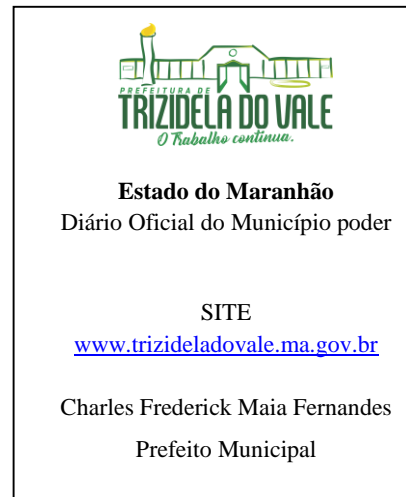 PREFEITURA DE
TRIZIDELA DO VALE
O Trabalho continua.
Estado do Maranhão
Diário Oficial do Município poder
SITE
www.trizideladovale.ma.gov.br
Charles Frederick Maia Fernandes
Prefeito Municipal